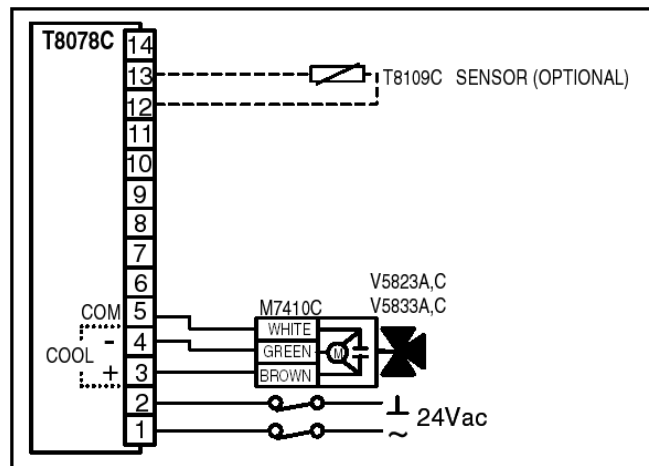 T8078C
14
13
T8109C SENSOR (OPTIONAL)
12
11
10
9
8
7
6
V5823A,C
V5833A,C
COM
5
M7410C
WHITE
COOL
-
4
GREEN
M
+
3
BROWN
2
24Vac
1
~